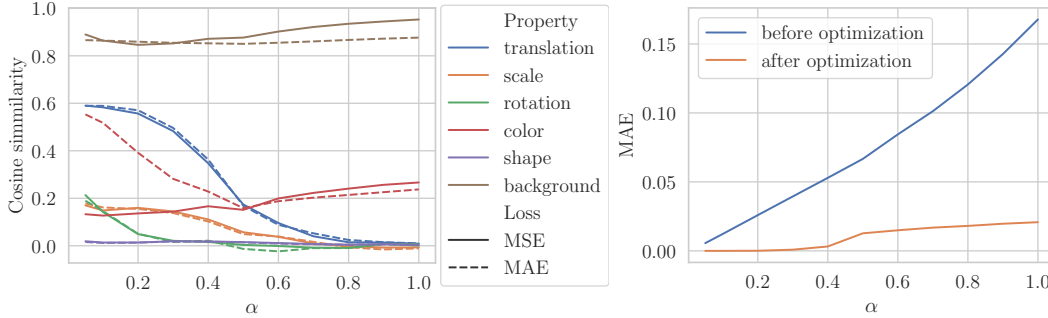 Cosine simmilarity
1.0
0.8
0.6
0.4
0.2
0.0
0.2
0.4
0.6
0.8
1.0
α
Property
translation
scale
rotation
color
shape
background
Loss
MSE
MAE
MAE
0.15
0.10
0.05
0.00
before optimization
after optimization
0.2
0.4
0.6
0.8
1.0
α